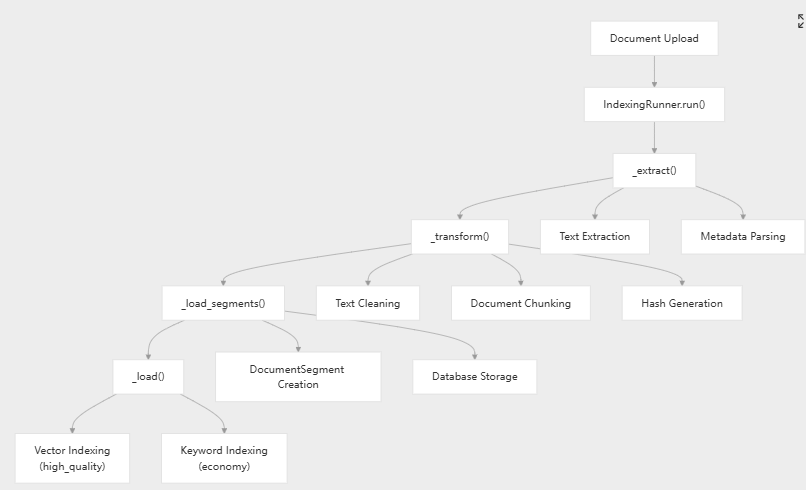 Document Upload
IndexingRunner.run()
_extract()
_transform()
Text Extraction
Metadata Parsing
_load_segments()
Text Cleaning
Document Chunking
Hash Generation
_load()
DocumentSegment
Creation
Database Storage
Vector Indexing
(high_quality)
Keyword Indexing
(economy)